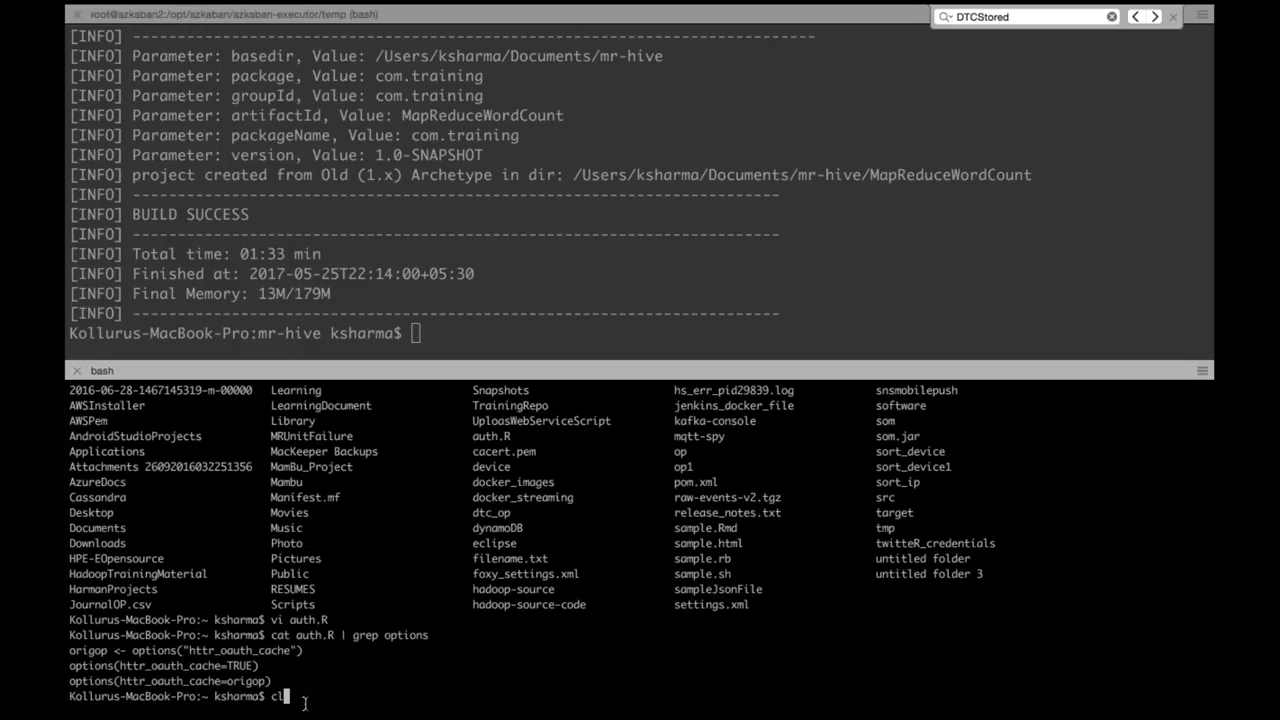 root@azkaban2:/opt/azkaban/azkaban-executor/temp (bash)
DTCStored
[INFO] ------------------------------------------------------------------------------
[INFO] Parameter: basedir, Value: /Users/ksharma/Documents/mr-hive
[INFO] Parameter: package, Value: com.training
[INFO] Parameter: groupId, Value: com.training
[INFO] Parameter: artifactId, Value: MapReduceWordCount
[INFO] Parameter: packageName, Value: com.training
[INFO] Parameter: version, Value: 1.0-SNAPSHOT
[INFO] project created from Old (1.x) Archetype in dir: /Users/ksharma/Documents/mr-hive/MapReduceWordCount
[INFO] ------------------------------------------------------------------------
[INFO] BUILD SUCCESS
[INFO] ------------------------------------------------------------------------
[INFO] Total time: 01:33 min
[INFO] Finished at: 2017-05-25T22:14:00+05:30
[INFO] Final Memory: 13M/179M
[INFO] ------------------------------------------------------------------------
Kollurus-MacBook-Pro:mr-hive ksharma$
bash
2016-06-28-1467145319-m-00000 Learning Snapshots hs_err_pid29839.log snsmobilepush
AWSInstaller LearningDocument TrainingRepo jenkins_docker_file software
AWSPem Library UploasWebServiceScript kafka-console som
AndroidStudioProjects MRUnitFailure auth.R mqtt-spy som.jar
Applications MacKeeper Backups cacert.pem op sort_device
Attachments 26092016032251356 MamBu_Project device op1 sort_device1
AzureDocs Mambu docker_images pom.xml sort_ip
Cassandra Manifest.mf docker_streaming raw-events-v2.tgz src
Desktop Movies dtc_op release_notes.txt target
Documents Music dynamoDB sample.Rmd tmp
Downloads Photo eclipse sample.html twitteR_credentials
HPE-EOpensource Pictures filename.txt sample.rb untitled folder
HadoopTrainingMaterial Public foxy_settings.xml sample.sh untitled folder 3
HarmanProjects RESUMES hadoop-source sampleJsonFile
JournalOP.csv Scripts hadoop-source-code settings.xml
Kollurus-MacBook-Pro:~ ksharma$ vi auth.R
Kollurus-MacBook-Pro:~ ksharma$ cat auth.R | grep options
origop <- options("httr_oauth_cache")
options(httr_oauth_cache=TRUE)
options(httr_oauth_cache=origop)
Kollurus-MacBook-Pro:~ ksharma$ cl